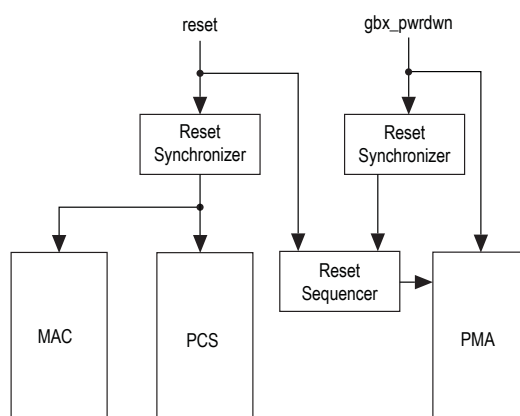 reset
gbx_pwrdwn
Reset
Synchronizer
Reset
Synchronizer
Reset
Sequencer
MAC
PCS
PMA